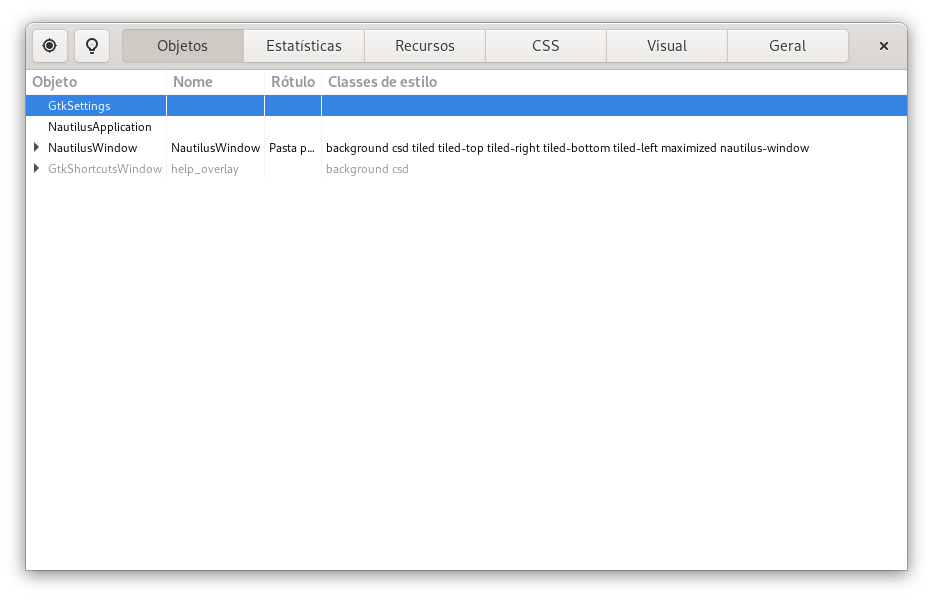 Objetos Estatísticas Recursos CSS Visual Geral
Objeto Nome Rótulo Classes de estilo
GtkSettings
NautilusApplication
NautilusWindow NautilusWindow Pasta p... background csd tiled tiled-top tiled-right tiled-bottom tiled-left maximized nautilus-window
GtkShortcutsWindow help_overlay background csd